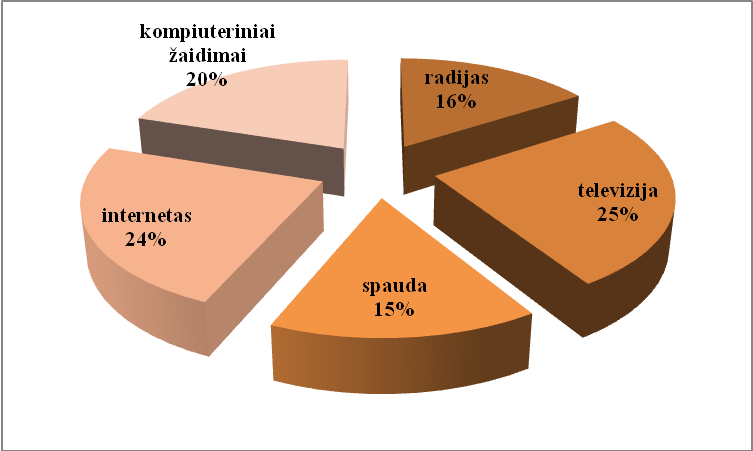 kompiuteriniai
žaidimai
20%
radijas
16%
televizija
25%
spauda
15%
internetas
24%